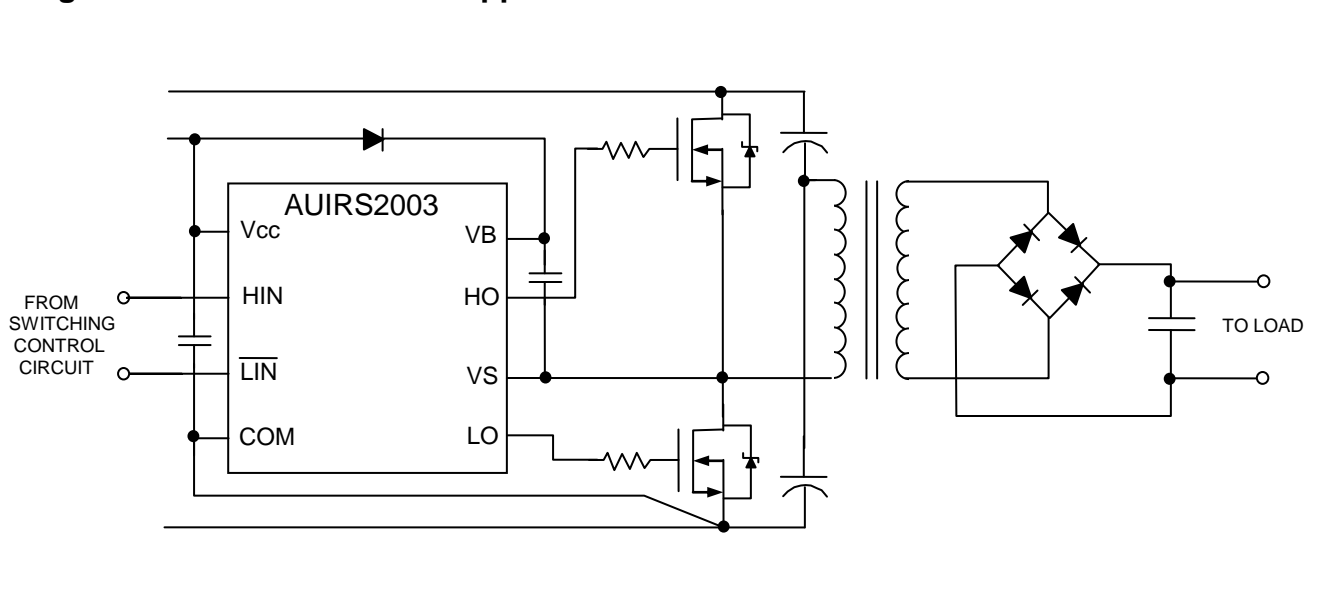 AUIRS2003
Vcc
HIN
LIN
COM
VB
HO
VS
LO
FROM
SWITCHING
CONTROL
CIRCUIT
TO LOAD